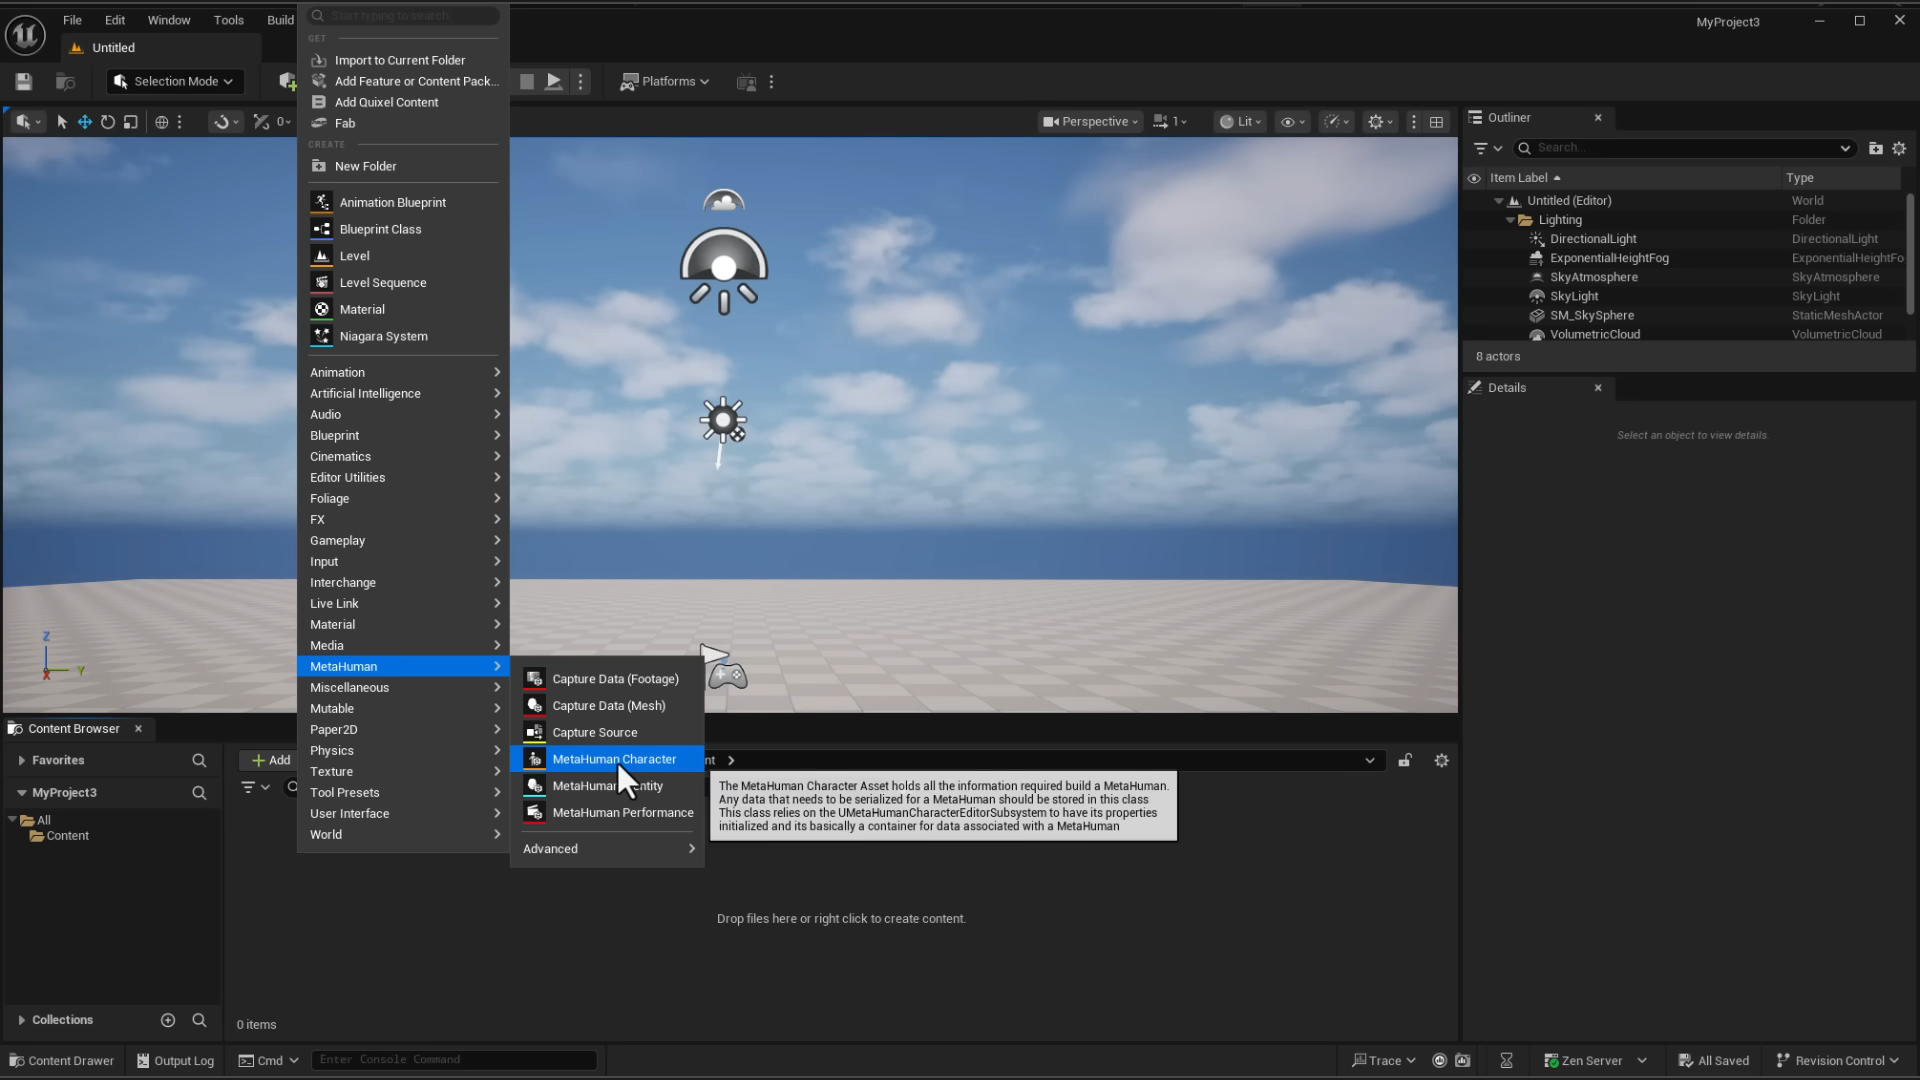 File Edit Window Tools Build
MyProject3
Untitled
Selection Mode
Platforms
Start typing to search
GET
Import to Current Folder
Add Feature or Content Pack...
Add Quixel Content
Fab
CREATE
New Folder
Animation Blueprint
Blueprint Class
Level
Level Sequence
Material
Niagara System
Animation
Artificial Intelligence
Audio
Blueprint
Cinematics
Editor Utilities
Foliage
FX
Gameplay
Input
Interchange
Live Link
Material
Media
MetaHuman
Miscellaneous
Mutable
Paper2D
Physics
Texture
Tool Presets
User Interface
World
Capture Data (Footage)
Capture Data (Mesh)
Capture Source
MetaHuman Character
MetaHuman entity
MetaHuman Performance
Advanced
The MetaHuman Character Asset holds all the information required build a MetaHuman.
Any data that needs to be serialized for a MetaHuman should be stored in this class
This class relies on the UMetaHumanCharacterEditorSubsystem to have its properties
initialized and its basically a container for data associated with a MetaHuman
0
Perspective
1
Lit
Z
Y
X
Outliner
Search...
Item Label Type
Untitled (Editor) World
Lighting Folder
DirectionalLight DirectionalLight
ExponentialHeightFog ExponentialHeightFo
SkyAtmosphere SkyAtmosphere
SkyLight SkyLight
SM_SkySphere StaticMeshActor
VolumetricCloud VolumetricCloud
8 actors
Details
Select an object to view details.
Content Browser
Favorites
MyProject3
All
Content
Collections
Add
nt
Drop files here or right click to create content.
0 items
Content Drawer
Output Log
Cmd
Enter Console Command
Trace
Zen Server
All Saved
Revision Control